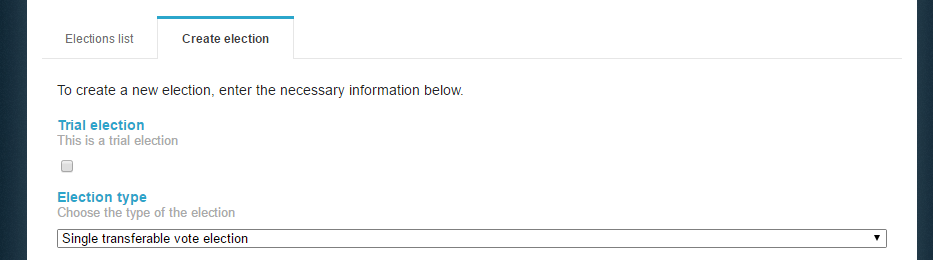 Elections list
Create election
To create a new election, enter the necessary information below.
Trial election
This is a trial election
Election type
Choose the type of the election
Single transferable vote election